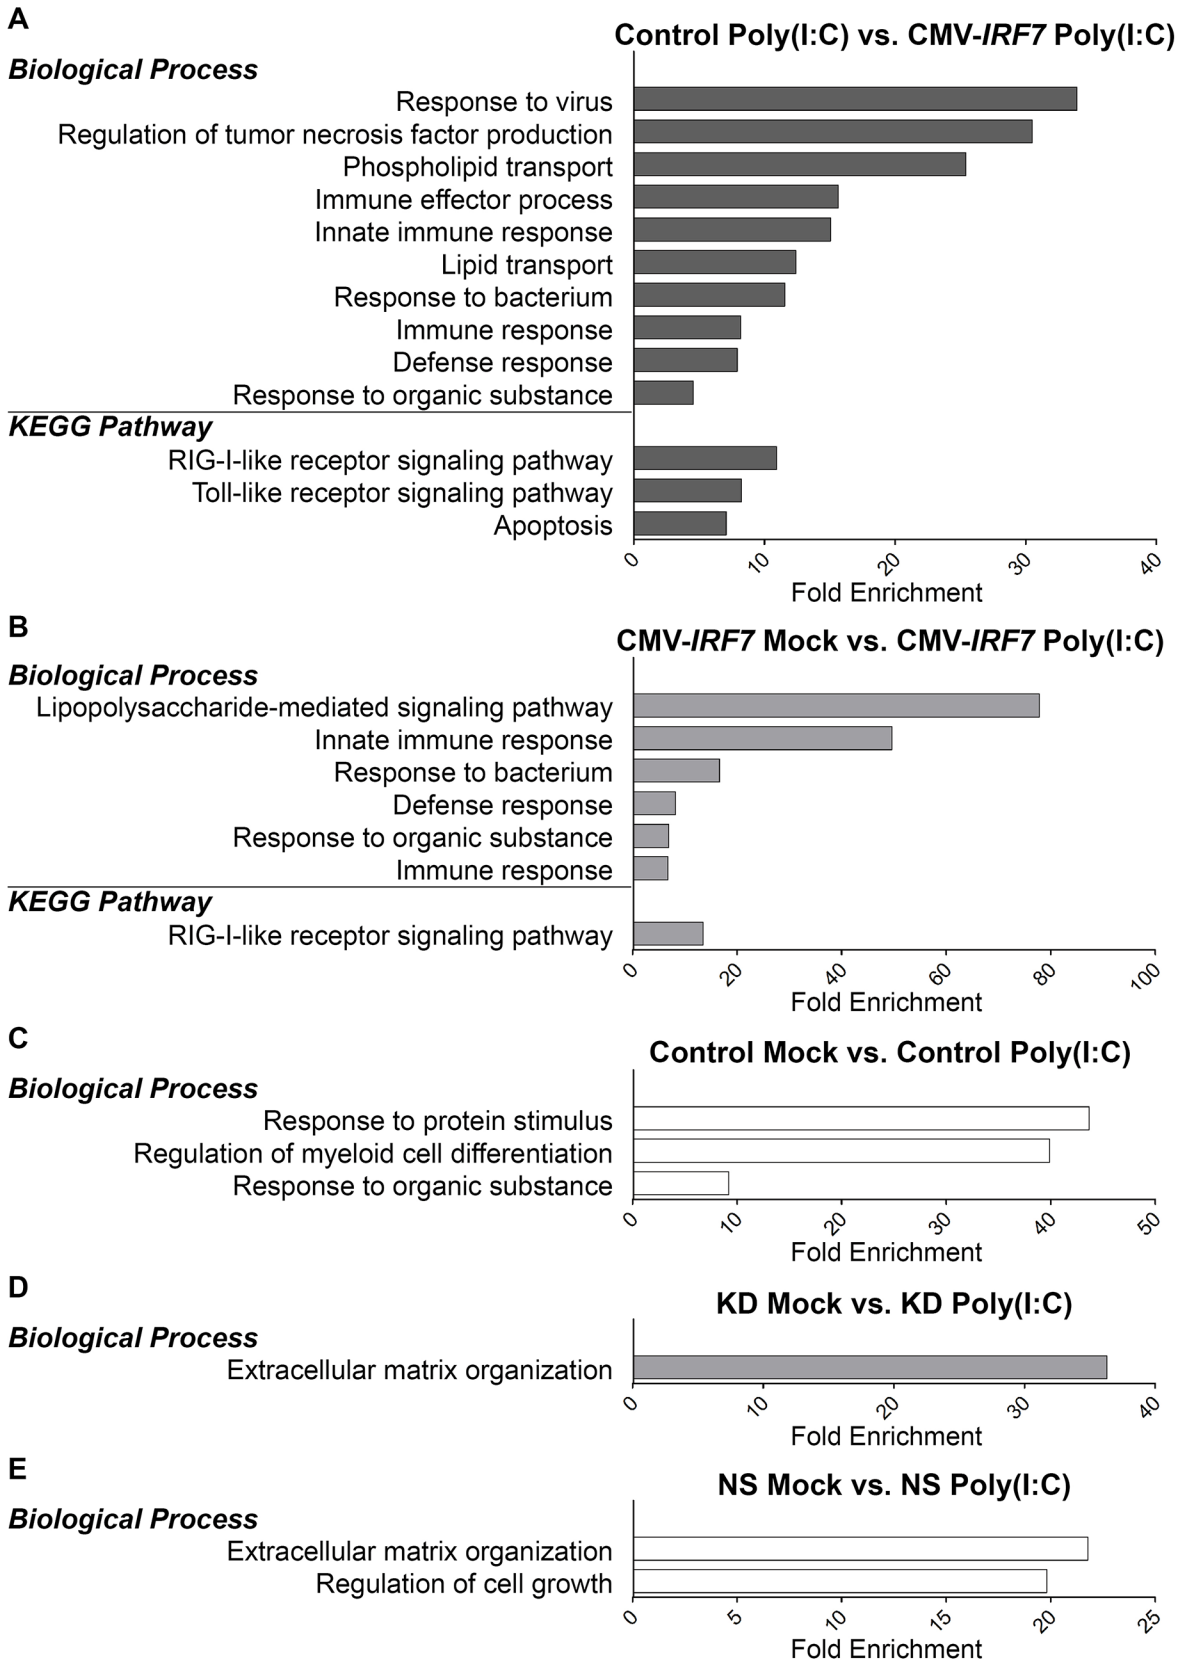 A
Control Poly(I:C) vs. CMV-IRF7 Poly(I:C)
Biological Process
Response to virus
Regulation of tumor necrosis factor production
Phospholipid transport
Immune effector process
Innate immune response
Lipid transport
Response to bacterium
Immune response
Defense response
Response to organic substance
KEGG Pathway
RIG-I-like receptor signaling pathway
Toll-like receptor signaling pathway
Apoptosis
0 10 20 30 40
Fold Enrichment
B
CMV-IRF7 Mock vs. CMV-IRF7 Poly(I:C)
Biological Process
Lipopolysaccharide-mediated signaling pathway
Innate immune response
Response to bacterium
Defense response
Response to organic substance
Immune response
KEGG Pathway
RIG-I-like receptor signaling pathway
0 20 40 60 80 100
Fold Enrichment
C
Control Mock vs. Control Poly(I:C)
Biological Process
Response to protein stimulus
Regulation of myeloid cell differentiation
Response to organic substance
0 10 20 30 40 50
Fold Enrichment
D
KD Mock vs. KD Poly(I:C)
Biological Process
Extracellular matrix organization
0 10 20 30 40
Fold Enrichment
E
NS Mock vs. NS Poly(I:C)
Biological Process
Extracellular matrix organization
Regulation of cell growth
0 5 10 15 20 25
Fold Enrichment